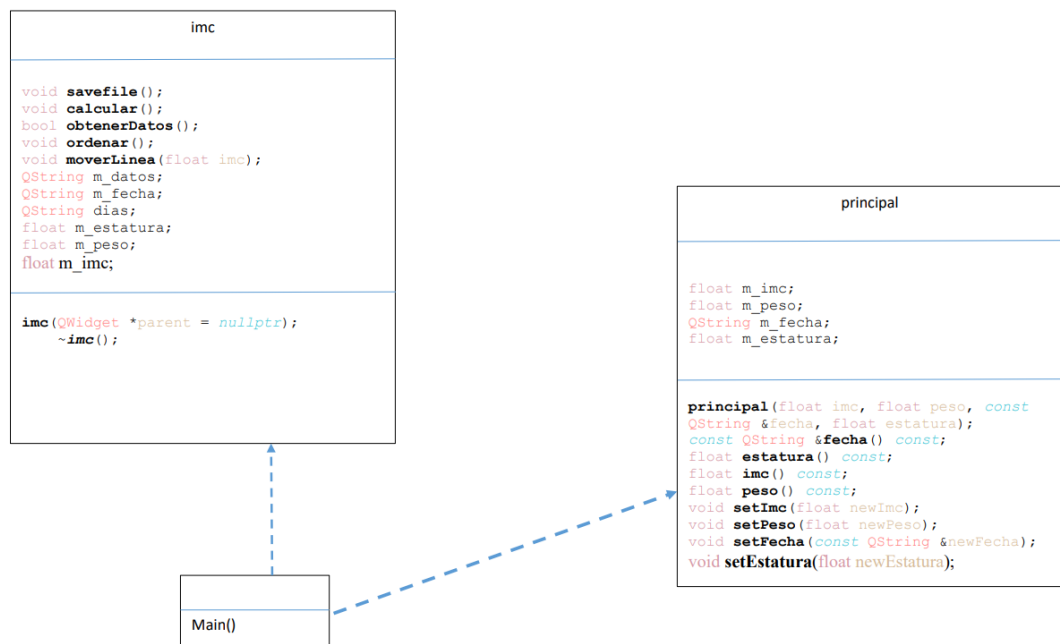 imc
void savefile();
void calcular();
bool obtenerDatos();
void ordenar();
void moverLinea(float imc);
QString m_datos;
QString m_fecha;
QString dias;
float m_estatura;
float m_peso;
float m_imc;
imc(QWidget *parent = nullptr);
~imc();
principal
float m_imc;
float m_peso;
QString m_fecha;
float m_estatura;
principal(float imc, float peso, const
QString &fecha, float estatura);
const QString &fecha() const;
float estatura() const;
float imc() const;
float peso() const;
void setImc(float newImc);
void setPeso(float newPeso);
void setFecha(const QString &newFecha);
void setEstatura(float newEstatura);
Main()